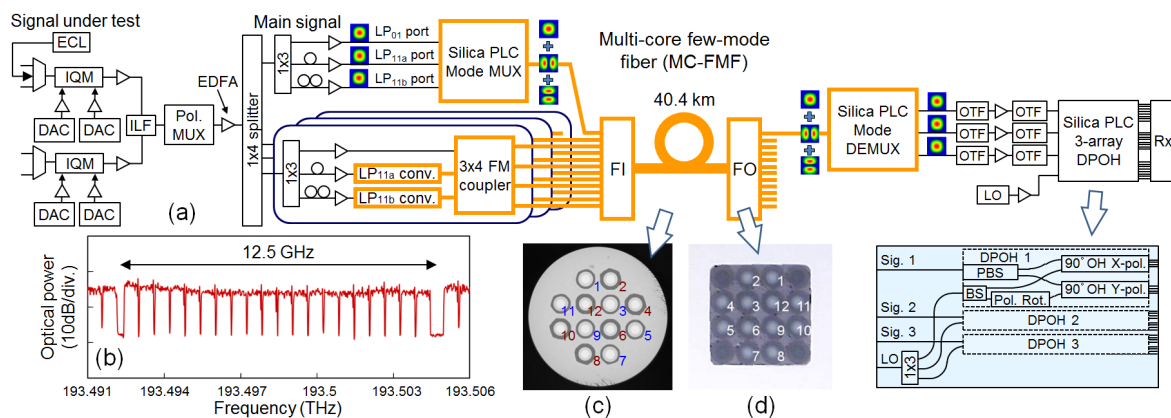 Signal under test
ECL
IQM
DAC
DAC
IQM
DAC
DAC
ILF
Pol.
MUX
EDFA
(a)
1x4 splitter
Main signal
1x3
LP01 port
LP11a port
LP11b port
Silica PLC
Mode MUX
+
+
1x3
LP11a conv.
LP11b conv.
3x4 FM
coupler
FI
Multi-core few-mode
fiber (MC-FMF)
40.4 km
FO
+
+
Silica PLC
Mode
DEMUX
OTF
OTF
OTF
OTF
OTF
OTF
LO
Silica PLC
3-array
DPOH
Rx
Optical power
(10dB/div.)
12.5 GHz
(b)
193.491
193.494
193.497
193.5
193.503
193.506
Frequency (THz)
1 2
11 12 3 4
10 9 6 5
8 7
(c)
2 1
4 3 12 11
5 6 9 10
7 8
(d)
Sig. 1
Sig. 2
Sig. 3
LO
1x3
DPOH 1
PBS
BS
Pol. Rot.
90°OH X-pol.
90°OH Y-pol.
DPOH 2
DPOH 3